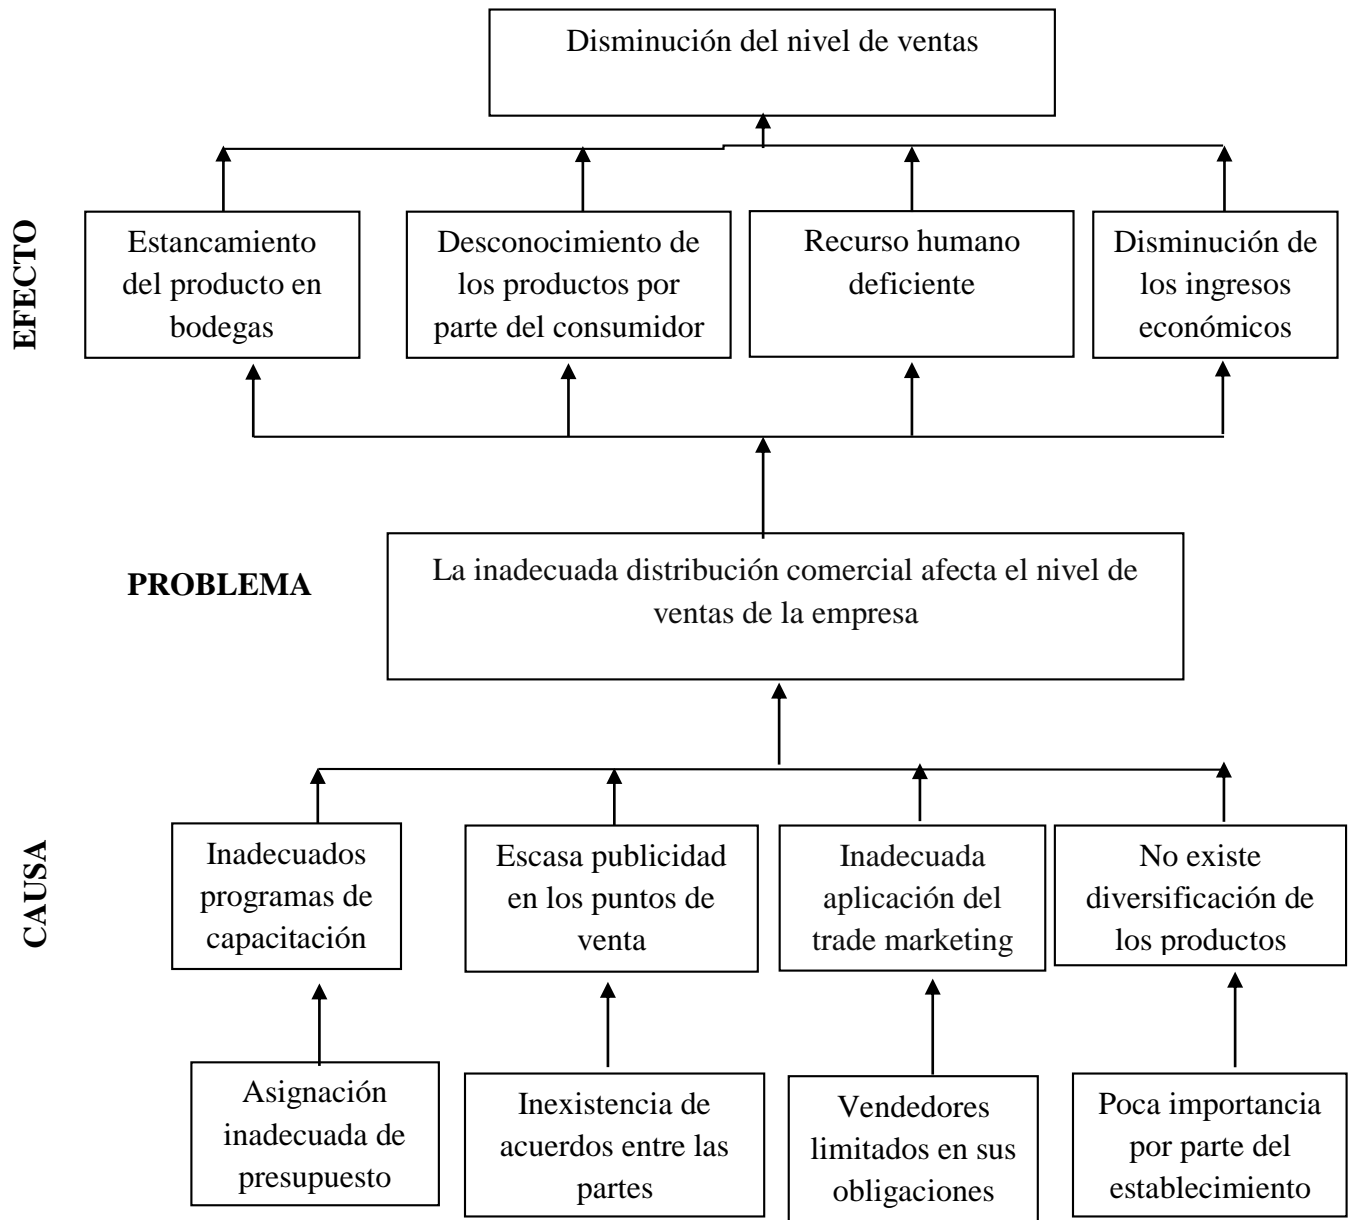 Disminución del nivel de ventas
EFECTO
Estancamiento
del producto en
bodegas
Desconocimiento de
los productos por
parte del consumidor
Recurso humano
deficiente
Disminución de
los ingresos
económicos
PROBLEMA
La inadecuada distribución comercial afecta el nivel de
ventas de la empresa
CAUSA
Inadecuados
programas de
capacitación
Escasa publicidad
en los puntos de
venta
Inadecuada
aplicación del
trade marketing
No existe
diversificación de
los productos
Asignación
inadecuada de
presupuesto
Inexistencia de
acuerdos entre las
partes
Vendedores
limitados en sus
obligaciones
Poca importancia
por parte del
establecimiento